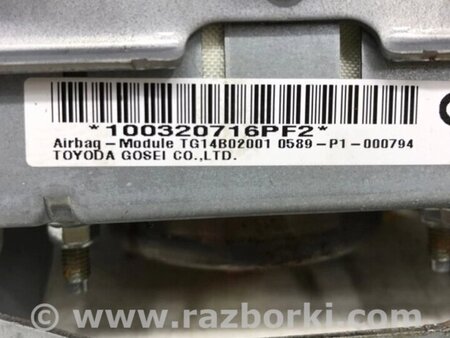 *100320716PF2*
Airbag-Module TG14B02001 0589-P1-000794
TOYODA GOSEI CO.,LTD.
www.razborki.com